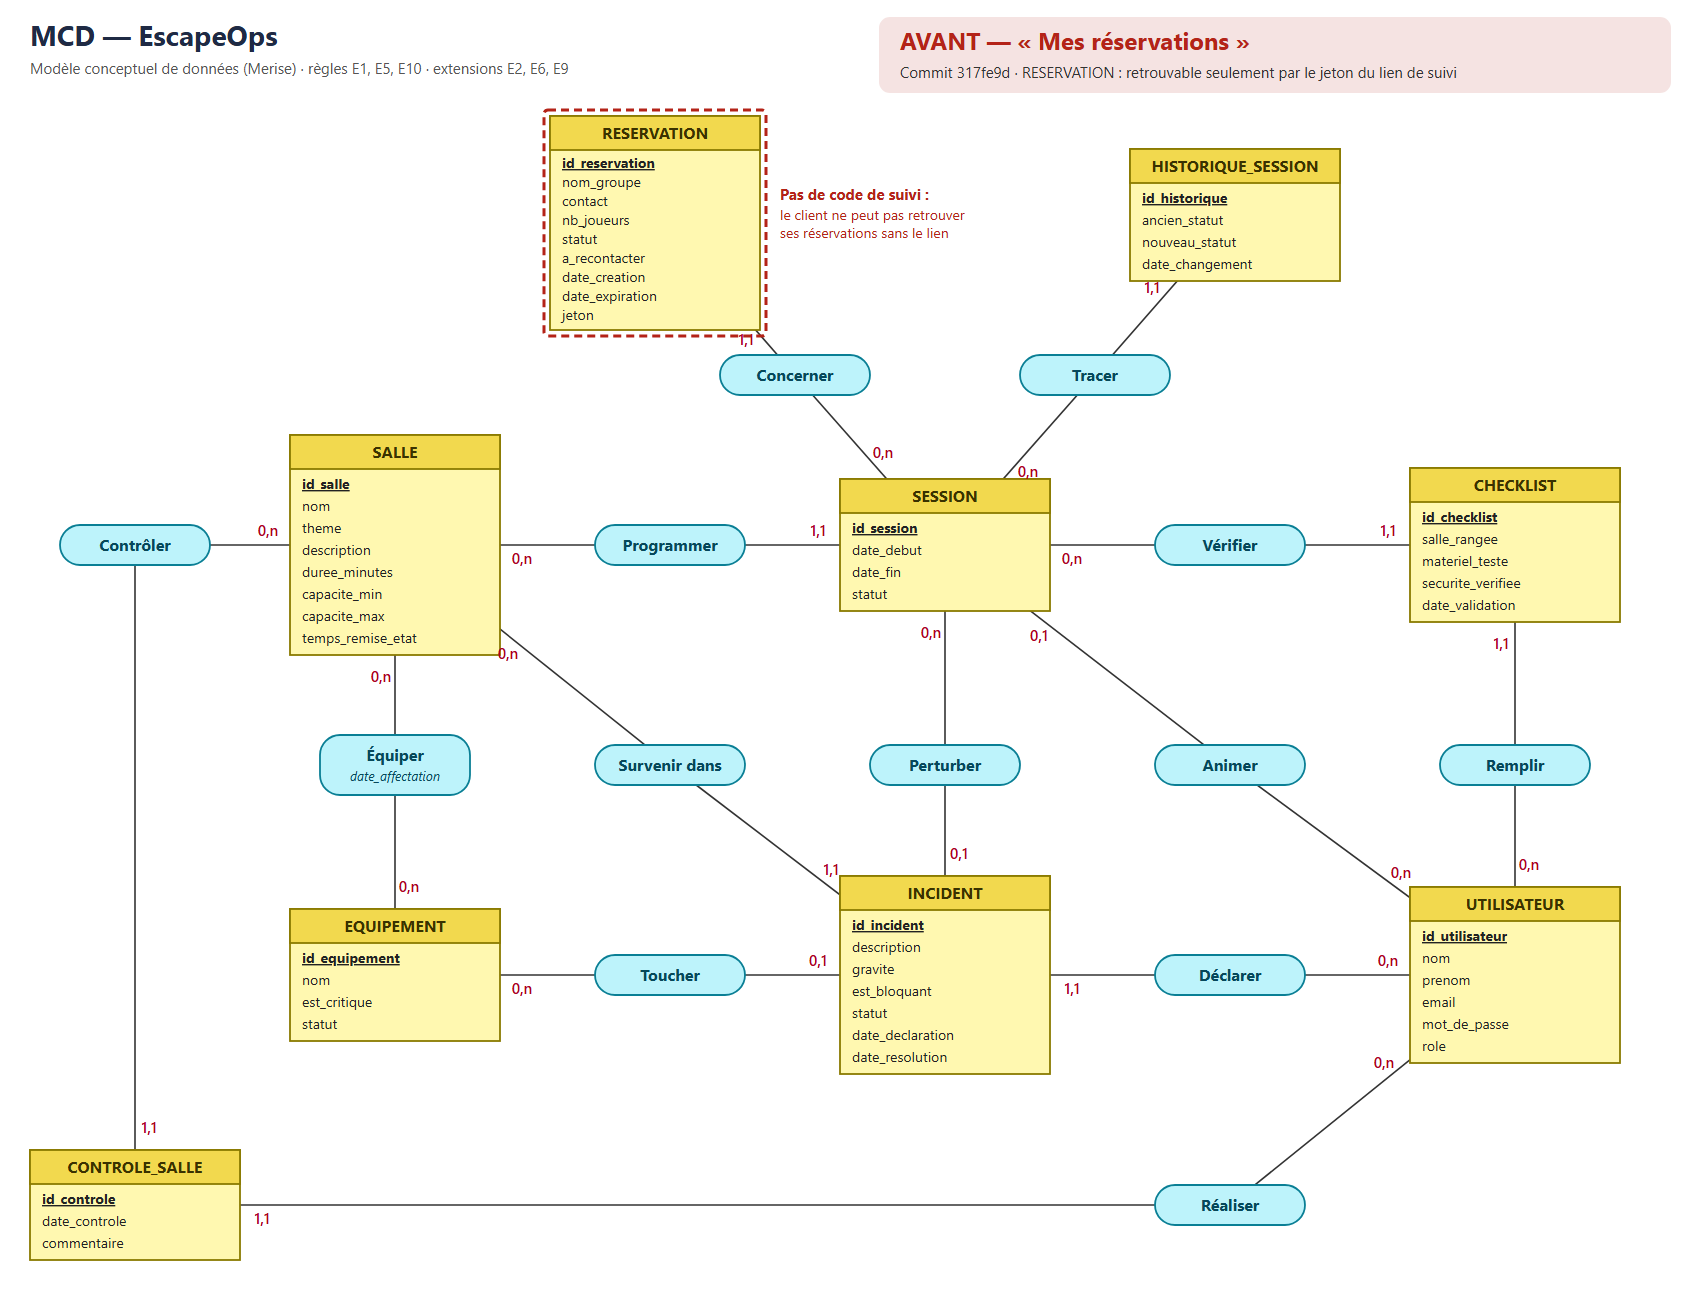 MCD — EscapeOps
Modèle conceptuel de données (Merise) · règles E1, E5, E10 · extensions E2, E6, E9
AVANT — « Mes réservations »
Commit 317fe9d · RESERVATION : retrouvable seulement par le jeton du lien de suivi
RESERVATION
id_reservation
nom_groupe
contact
nb_joueurs
statut
a_recontacter
date_creation
date_expiration
jeton
Pas de code de suivi :
le client ne peut pas retrouver
ses réservations sans le lien
HISTORIQUE_SESSION
id_historique
ancien_statut
nouveau_statut
date_changement
1,1
1,1
Concerner
Tracer
0,n
0,n
SALLE
id_salle
nom
theme
description
duree_minutes
capacite_min
capacite_max
temps_remise_etat
Contrôler
0,n
0,n
Programmer
1,1
SESSION
id_session
date_debut
date_fin
statut
0,n
Vérifier
1,1
CHECKLIST
id_checklist
salle_rangee
materiel_teste
securite_verifiee
date_validation
0,n
0,n
0,n
0,1
1,1
Équiper
date_affectation
Survenir dans
Perturber
Animer
Remplir
0,n
1,1
0,1
0,n
0,n
EQUIPEMENT
id_equipement
nom
est_critique
statut
0,n
Toucher
0,1
INCIDENT
id_incident
description
gravite
est_bloquant
statut
date_declaration
date_resolution
1,1
Déclarer
0,n
UTILISATEUR
id_utilisateur
nom
prenom
email
mot_de_passe
role
0,n
1,1
CONTROLE_SALLE
id_controle
date_controle
commentaire
1,1
Réaliser